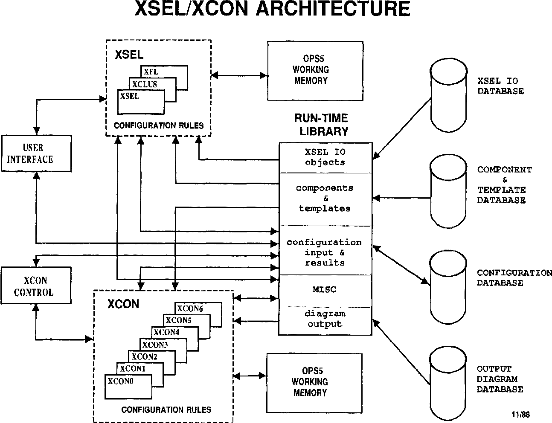 XSEL/XCON ARCHITECTURE
XSEL
XFL
XCLUS
XSEL
CONFIGURATION RULES
OPS5
WORKING
MEMORY
XSEL IO
DATABASE
RUN-TIME
LIBRARY
USER
INTERFACE
XSEL IO
objects
components
&
templates
COMPONENT
&
TEMPLATE
DATABASE
configuration
input &
results
XCON
CONTROL
CONFIGURATION
DATABASE
MISC
diagram
output
XCON
XCON6
XCON5
XCON4
XCON3
XCON2
XCON1
XCON0
CONFIGURATION RULES
OPS5
WORKING
MEMORY
OUTPUT
DIAGRAM
DATABASE
11/86